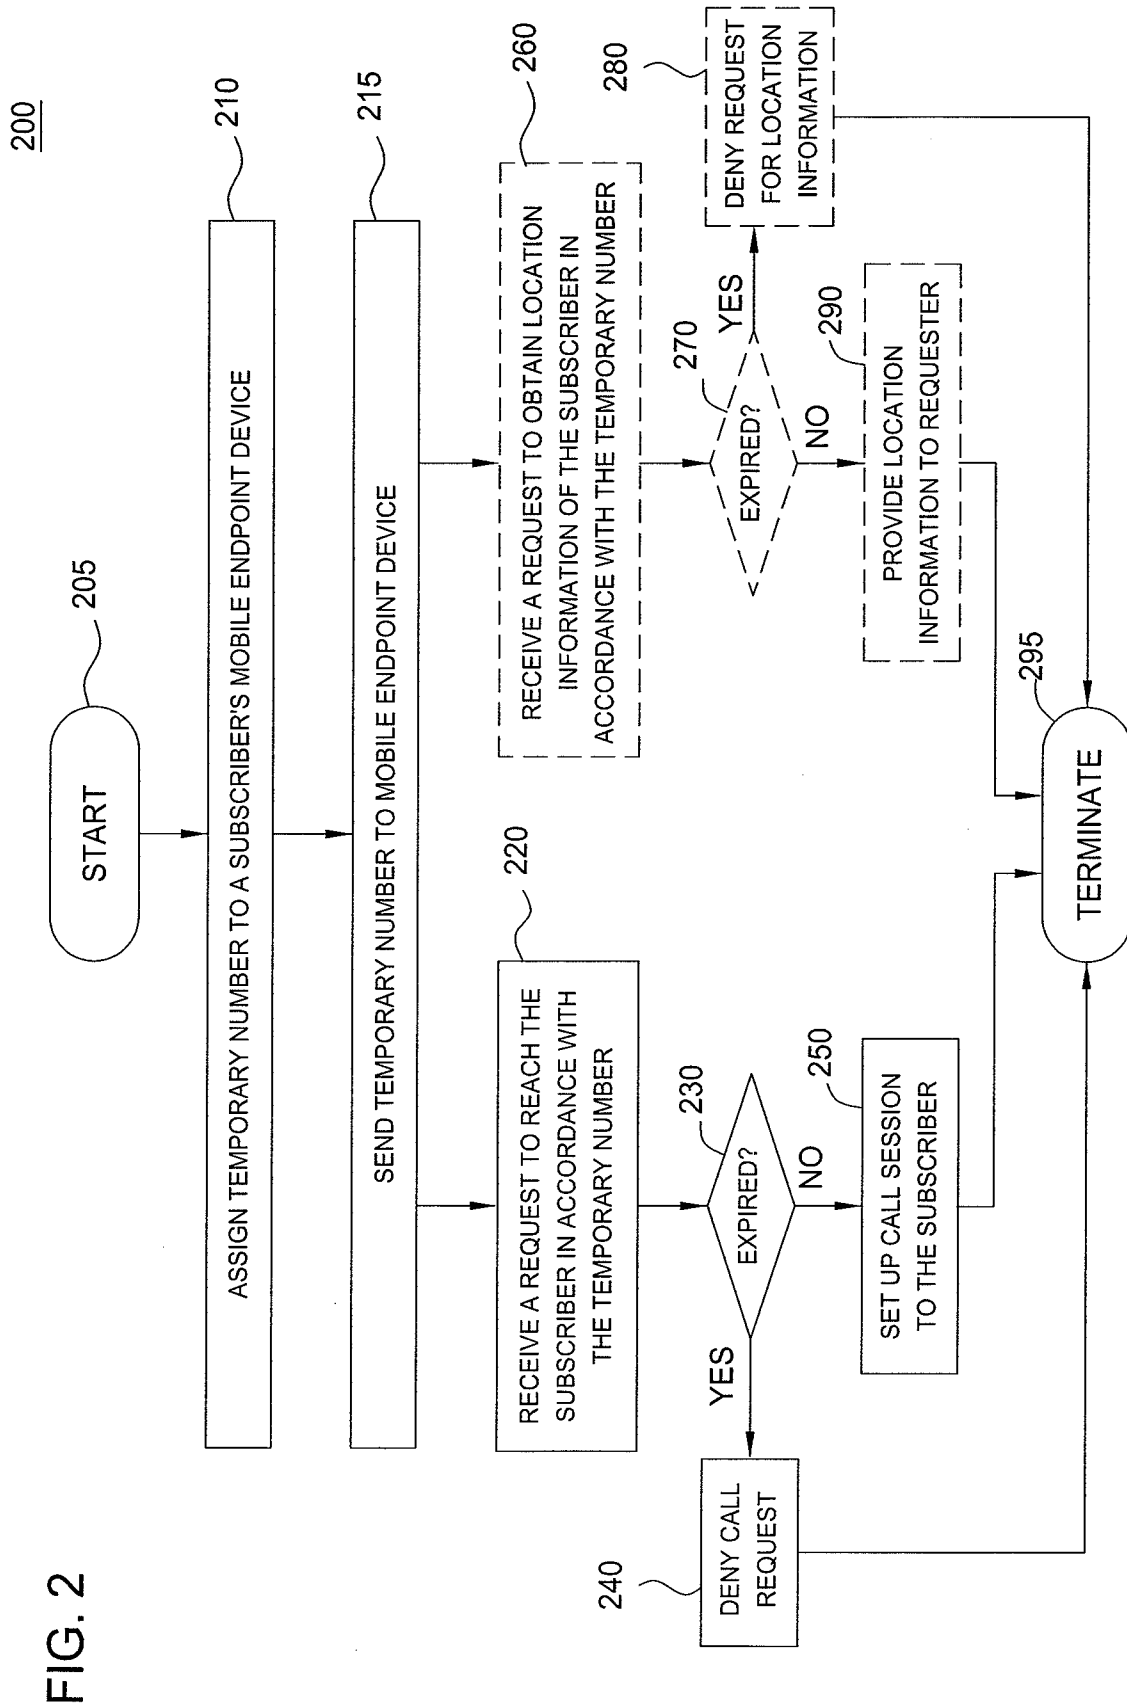 FIG. 2
200
START
205
ASSIGN TEMPORARY NUMBER TO A SUBSCRIBER'S MOBILE ENDPOINT DEVICE
210
SEND TEMPORARY NUMBER TO MOBILE ENDPOINT DEVICE
215
RECEIVE A REQUEST TO REACH THE
SUBSCRIBER IN ACCORDANCE WITH
THE TEMPORARY NUMBER
220
RECEIVE A REQUEST TO OBTAIN LOCATION
INFORMATION OF THE SUBSCRIBER IN
ACCORDANCE WITH THE TEMPORARY NUMBER
260
240
DENY CALL
REQUEST
YES
EXPIRED?
230
NO
EXPIRED?
270
YES
NO
280
DENY REQUEST
FOR LOCATION
INFORMATION
SET UP CALL SESSION
TO THE SUBSCRIBER
250
PROVIDE LOCATION
INFORMATION TO REQUESTER
290
TERMINATE
295